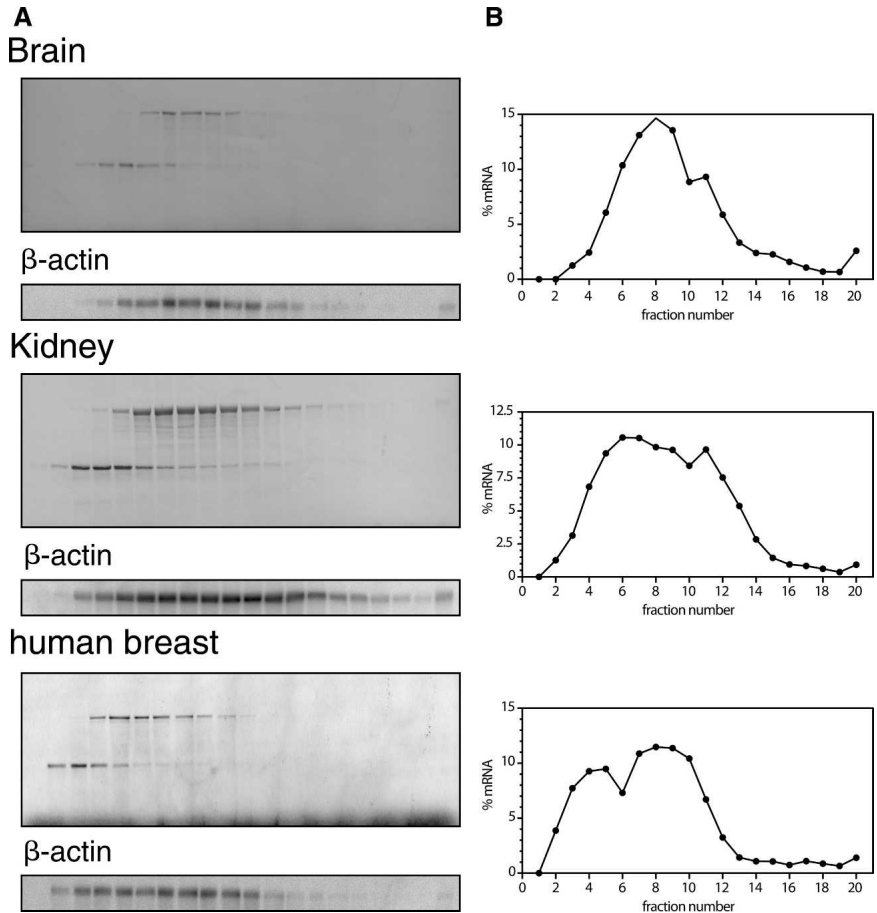 A
B
Brain
β-actin
Kidney
β-actin
human breast
β-actin
15
10
5
0
% mRNA
0 2 4 6 8 10 12 14 16 18 20
fraction number
12.5
10
7.5
5
2.5
0
% mRNA
0 2 4 6 8 10 12 14 16 18 20
fraction number
15
10
5
0
% mRNA
0 2 4 6 8 10 12 14 16 18 20
fraction number